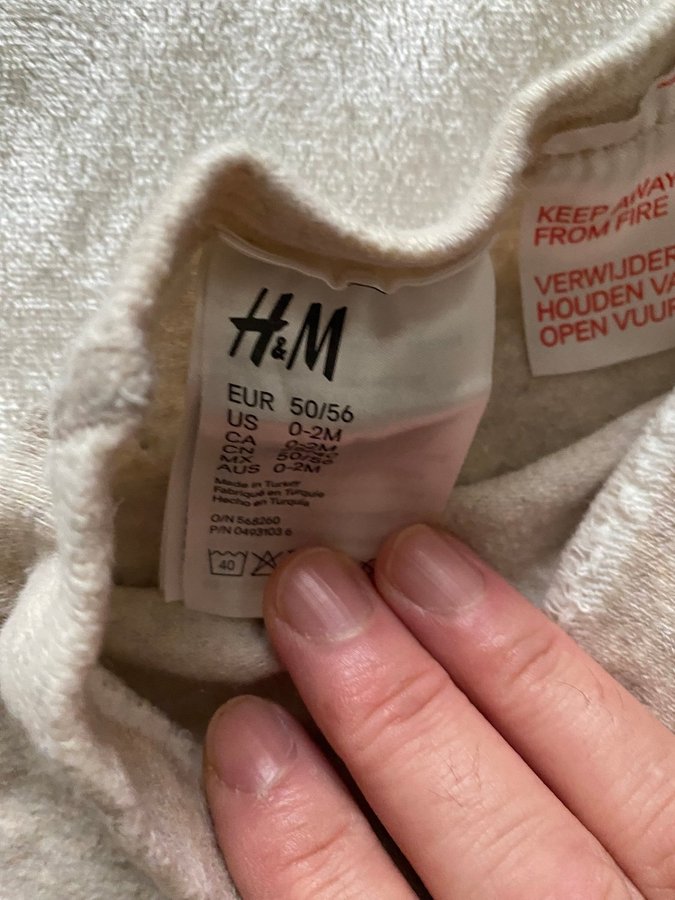 H&M
EUR 50/56
US 0-2M
CA 0-2M
CN
MX 50/56
AUS 0-2M
Made in Turkey
Fabriqué en Turquie
Hecho en Turquía
O/N 568260
P/N 0493103 6
40
KEEP AWAY
FROM FIRE
VERWIJDER
HOUDEN VA
OPEN VUUR